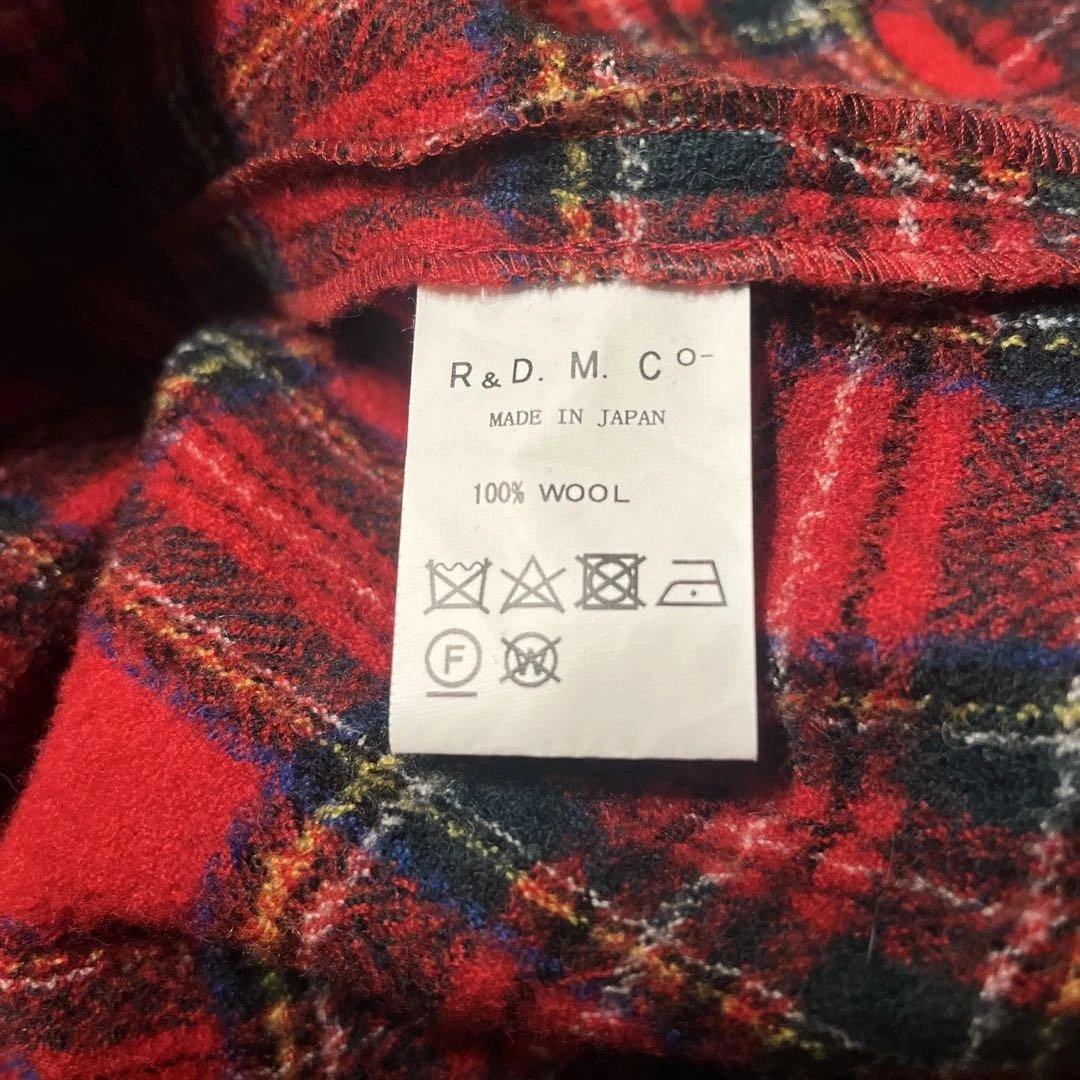 R&D. M. Co-
MADE IN JAPAN
100% WOOL
F W